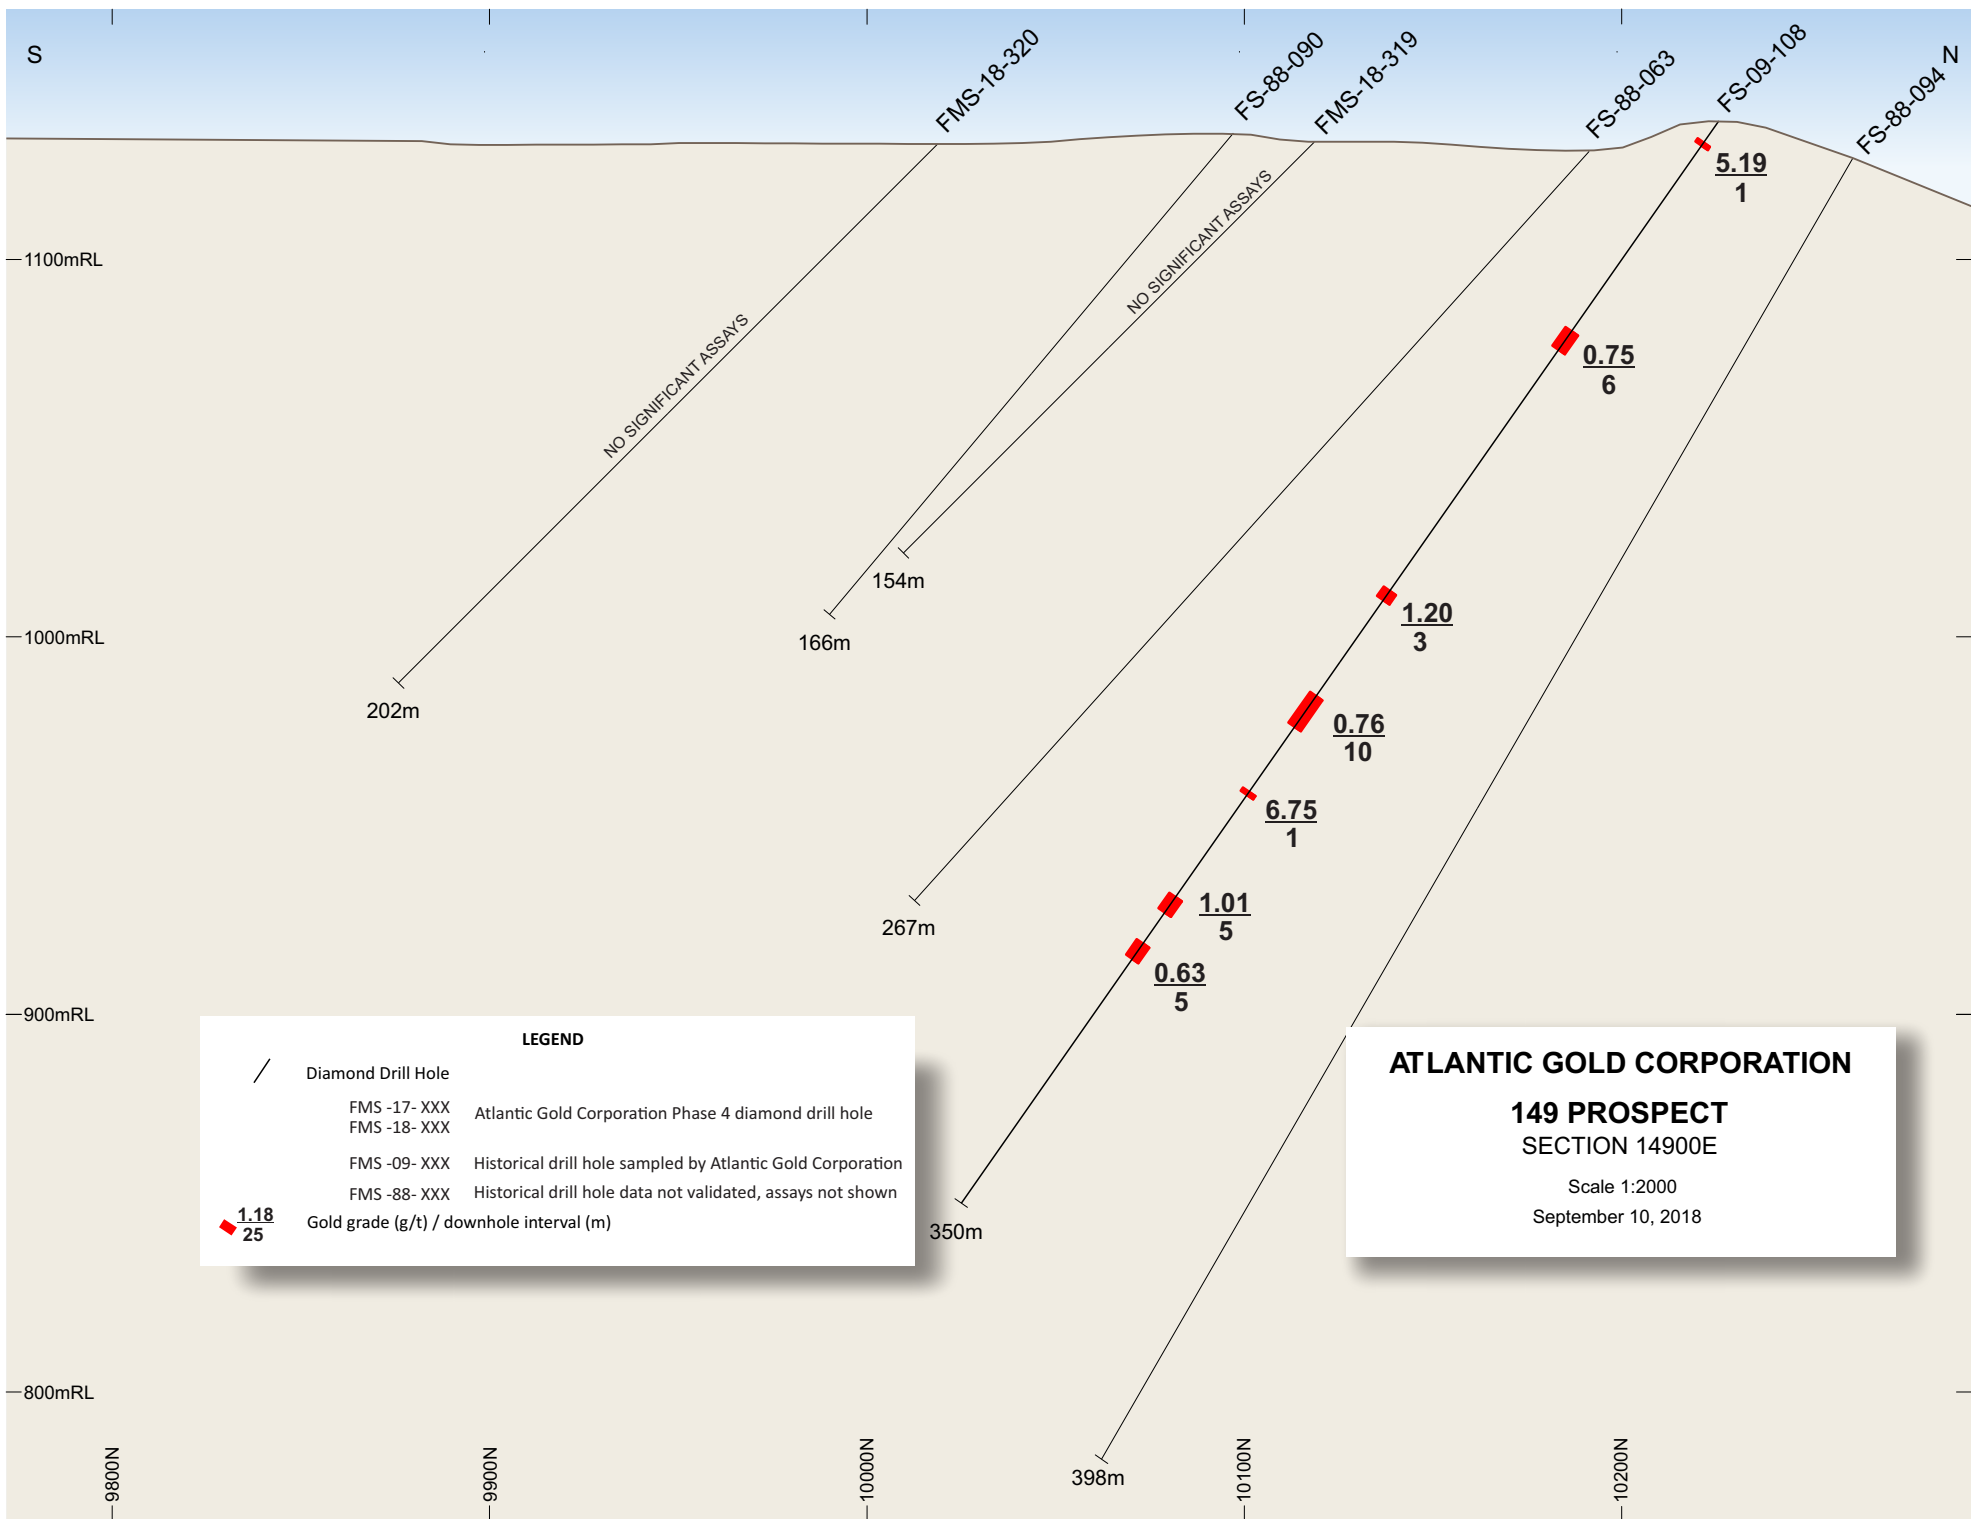 S
N
FMS-18-320
FS-88-090
FMS-18-319
FS-88-063
FS-09-108
FS-88-094
5.19
1
1100mRL
NO SIGNIFICANT ASSAYS
NO SIGNIFICANT ASSAYS
0.75
6
154m
1.20
3
1000mRL
166m
202m
0.76
10
6.75
1
267m
1.01
5
0.63
5
900mRL
LEGEND
Diamond Drill Hole
FMS -17- XXX
FMS -18- XXX
Atlantic Gold Corporation Phase 4 diamond drill hole
FMS -09- XXX Historical drill hole sampled by Atlantic Gold Corporation
FMS -88- XXX Historical drill hole data not validated, assays not shown
1.18
25
Gold grade (g/t) / downhole interval (m)
350m
ATLANTIC GOLD CORPORATION
149 PROSPECT
SECTION 14900E
Scale 1:2000
September 10, 2018
800mRL
398m
9800N
9900N
10000N
10100N
10200N